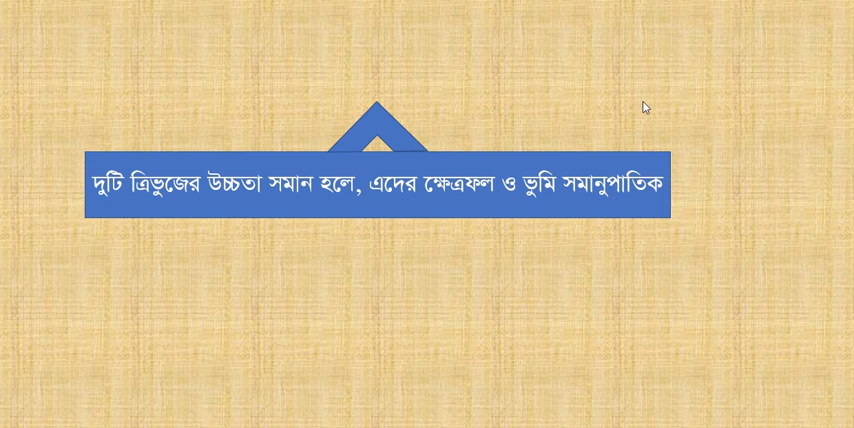 দুটি ত্রিভুজের উচ্চতা সমান হলে, এদের ক্ষেত্রফল ও ভুমি সমানুপাতিক